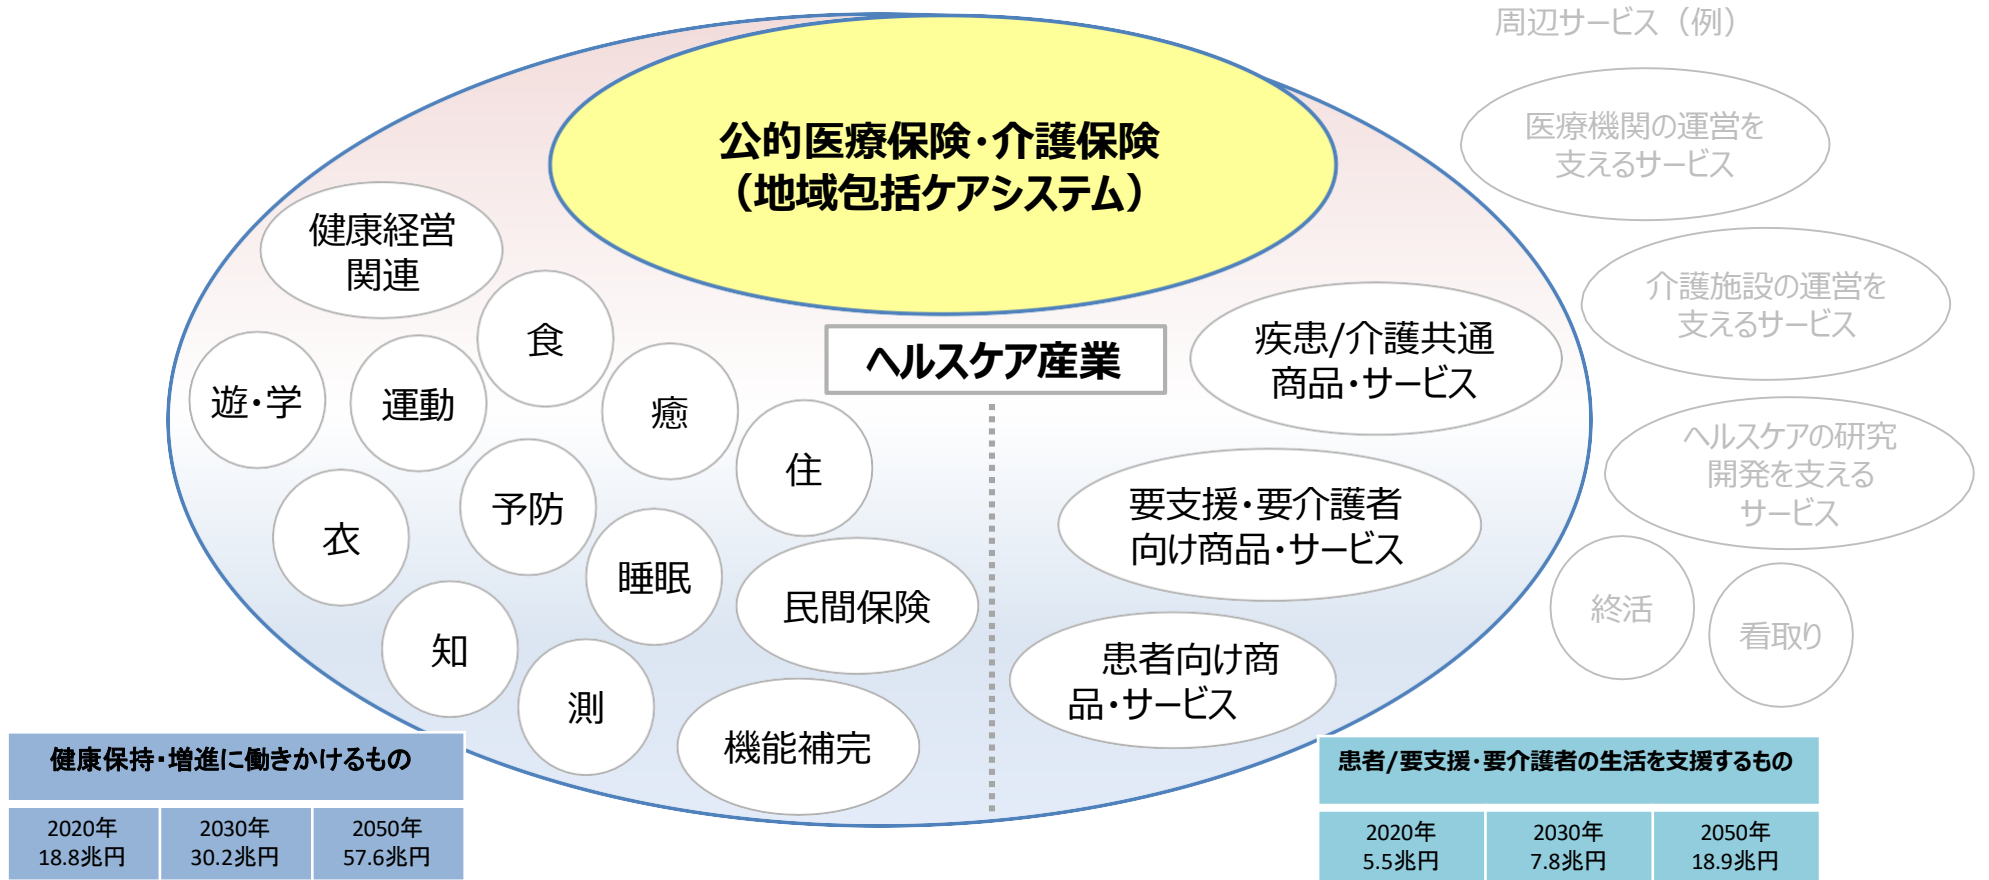 周辺サービス（例）
公的医療保険・介護保険
（地域包括ケアシステム）
医療機関の運営を
支えるサービス
健康経営
関連
介護施設の運営を
支えるサービス
食
ヘルスケア産業
疾患/介護共通
商品・サービス
遊・学
運動
癒
住
ヘルスケアの研究
開発を支える
サービス
衣
予防
要支援・要介護者
向け商品・サービス
睡眠
民間保険
終活
看取り
知
測
患者向け商
品・サービス
機能補完
健康保持・増進に働きかけるもの
2020年
18.8兆円
2030年
30.2兆円
2050年
57.6兆円
患者/要支援・要介護者の生活を支援するもの
2020年
5.5兆円
2030年
7.8兆円
2050年
18.9兆円